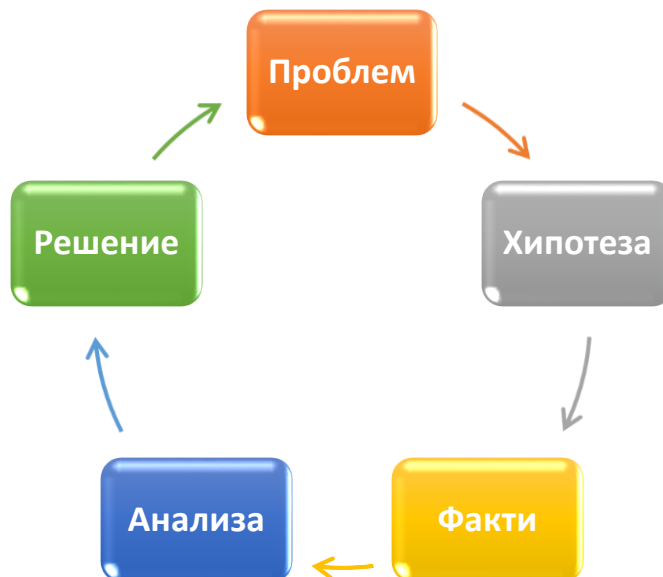 Проблем
Хипотеза
Факти
Анализа
Решение